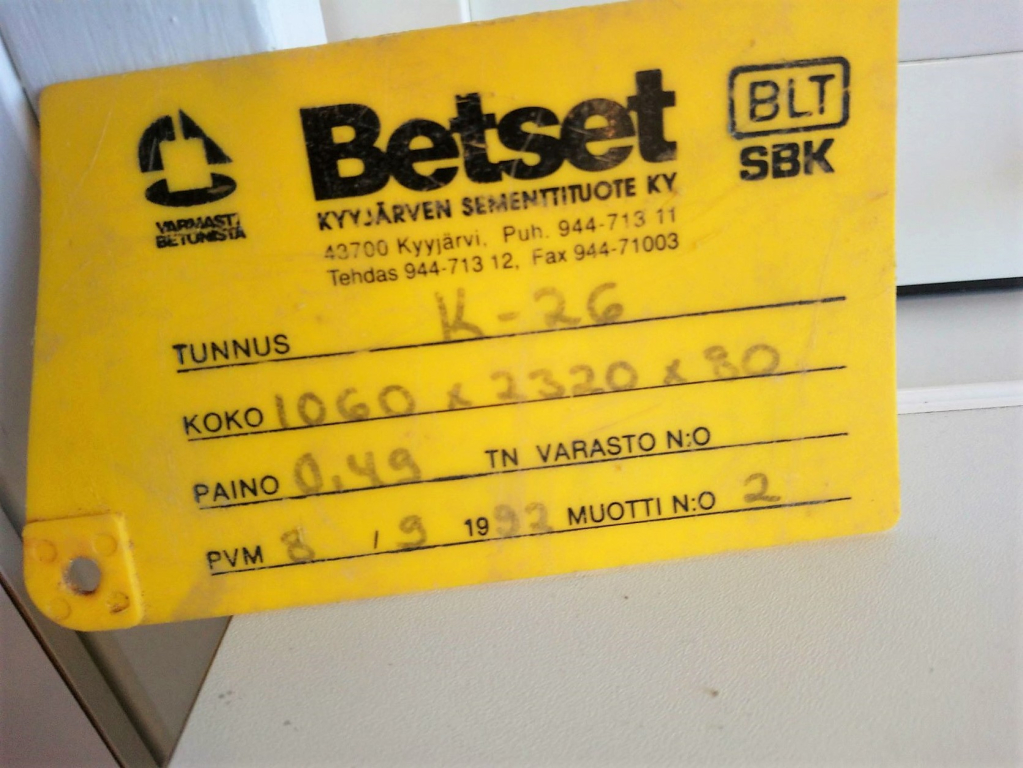 VARMASTI
BETONISTA
Betset
KYYJÄRVEN SEMENTTITUOTE KY
43700 Kyyjärvi, Puh. 944-713 11
Tehdas 944-713 12, Fax 944-71003
BLT
SBK
TUNNUS K-26
KOKO 1060 x 2320 x 80
PAINO 0,49 TN VARASTO N:O
PVM 8 / 9 1992 MUOTTI N:O 2